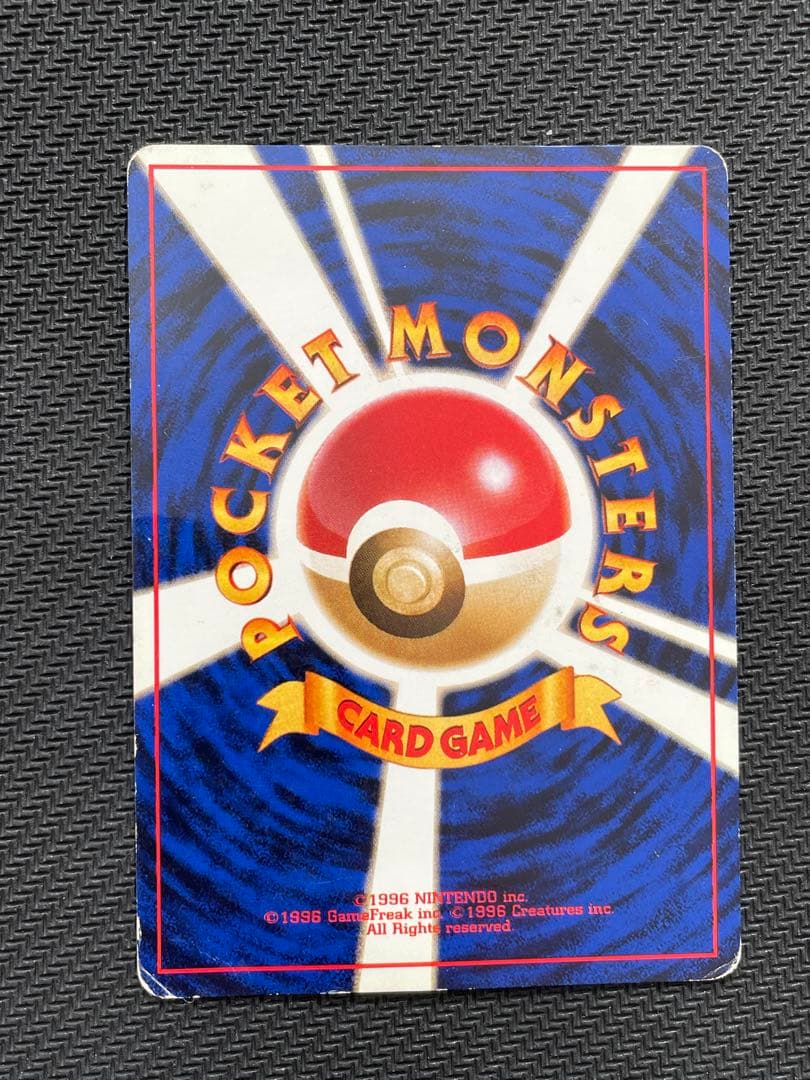 POCKET MONSTERS
CARD GAME
©1996 NINTENDO inc.
©1996 GameFreak inc. ©1996 Creatures inc.
All Rights reserved.